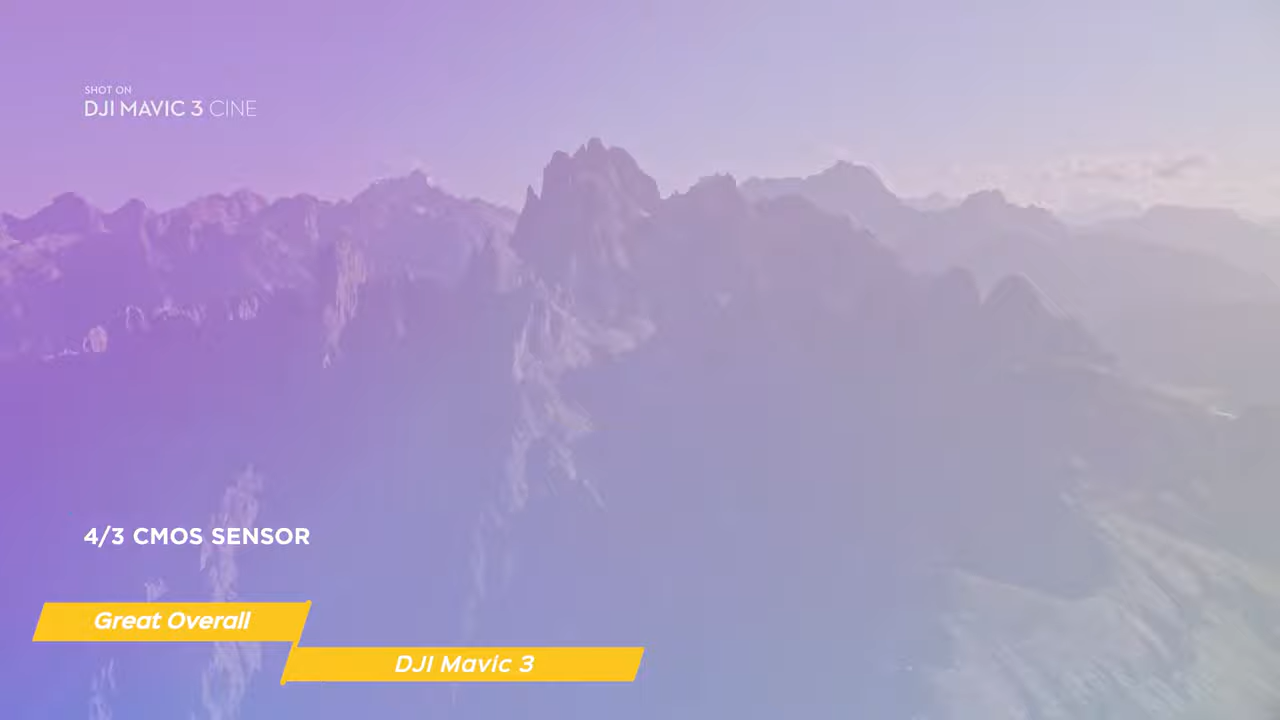 SHOT ON
DJI MAVIC 3 CINE
4/3 CMOS SENSOR
Great Overall
DJI Mavic 3